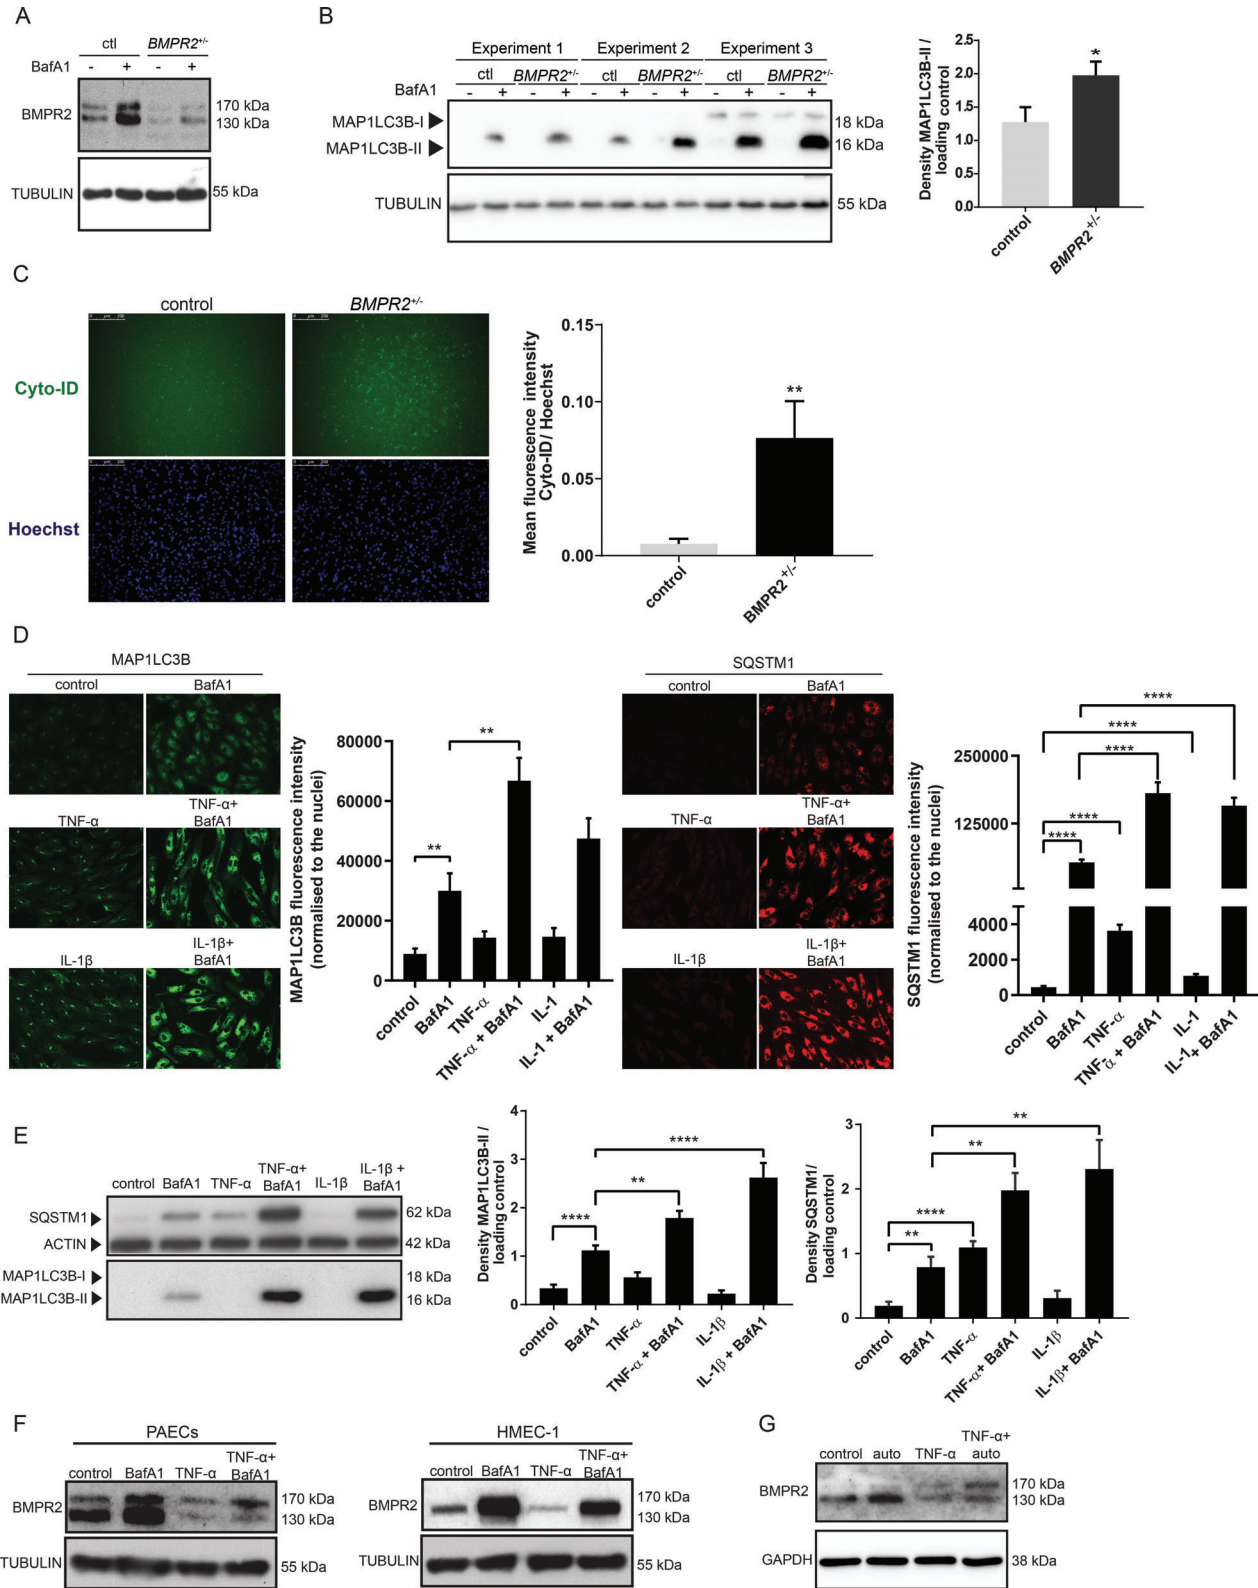 A
ctl BMPR2+/-
BafA1 - + - +
BMPR2
170 kDa
130 kDa
TUBULIN
55 kDa
B
Experiment 1 Experiment 2 Experiment 3
ctl BMPR2+/- ctl BMPR2+/- ctl BMPR2+/-
BafA1 - + - + - + - + - + - +
MAP1LC3B-I
18 kDa
MAP1LC3B-II
16 kDa
TUBULIN
55 kDa
Density MAP1LC3B-II /
loading control
2.5
2.0
1.5
1.0
0.5
0.0
*
control
BMPR2+/-
C
control BMPR2+/-
Cyto-ID
Hoechst
Mean fluorescence intensity
Cyto-ID/ Hoechst
0.15
0.10
0.05
0.00
**
control
BMPR2+/-
D
MAP1LC3B
control BafA1
TNF-α TNF-α+
BafA1
IL-1β IL-1β+
BafA1
MAP1LC3B fluorescence intensity
(normalised to the nuclei)
80000
60000
40000
20000
0
**
**
control
BafA1
TNF-α
TNF-α + BafA1
IL-1
IL-1 + BafA1
SQSTM1
control BafA1
TNF-α TNF-α+
BafA1
IL-1β IL-1β+
BafA1
SQSTM1 fluorescence intensity
(normalised to the nuclei)
250000
125000
4000
2000
0
****
****
****
****
****
control
BafA1
TNF-α
TNF-α + BafA1
IL-1
IL-1+ BafA1
E
control BafA1 TNF-α TNF-α+
BafA1 IL-1β IL-1β +
BafA1
SQSTM1
62 kDa
ACTIN
42 kDa
MAP1LC3B-I
18 kDa
MAP1LC3B-II
16 kDa
Density MAP1LC3B-II /
loading control
4
3
2
1
0
****
**
****
control
BafA1
TNF-α
TNF-α + BafA1
IL-1β
IL-1β + BafA1
Density SQSTM1/
loading control
3
2
1
0
**
**
****
**
control
BafA1
TNF-α
TNF-α + BafA1
IL-1β
IL-1β+ BafA1
F
PAECs
control BafA1 TNF-α TNF-α+
BafA1
BMPR2
170 kDa
130 kDa
TUBULIN
55 kDa
HMEC-1
control BafA1 TNF-α TNF-α+
BafA1
BMPR2
170 kDa
130 kDa
TUBULIN
55 kDa
G
control auto TNF-α TNF-α+
auto
BMPR2
170 kDa
130 kDa
GAPDH
38 kDa